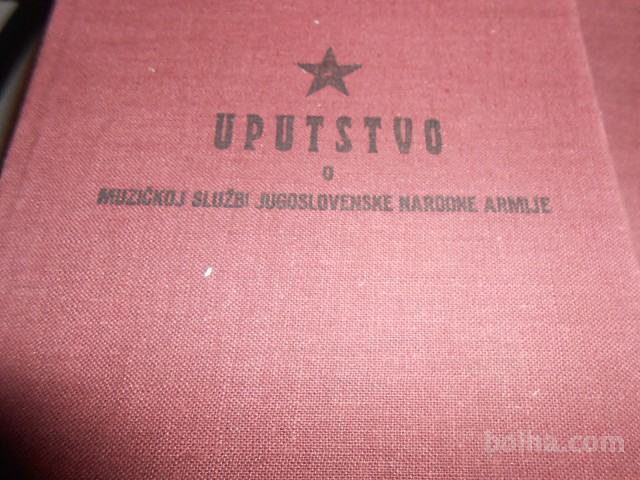 UPUTSTVO
O
MUZIČKOJ SLUŽBI JUGOSLOVENSKE NARODNE ARMIJE
bolha.com